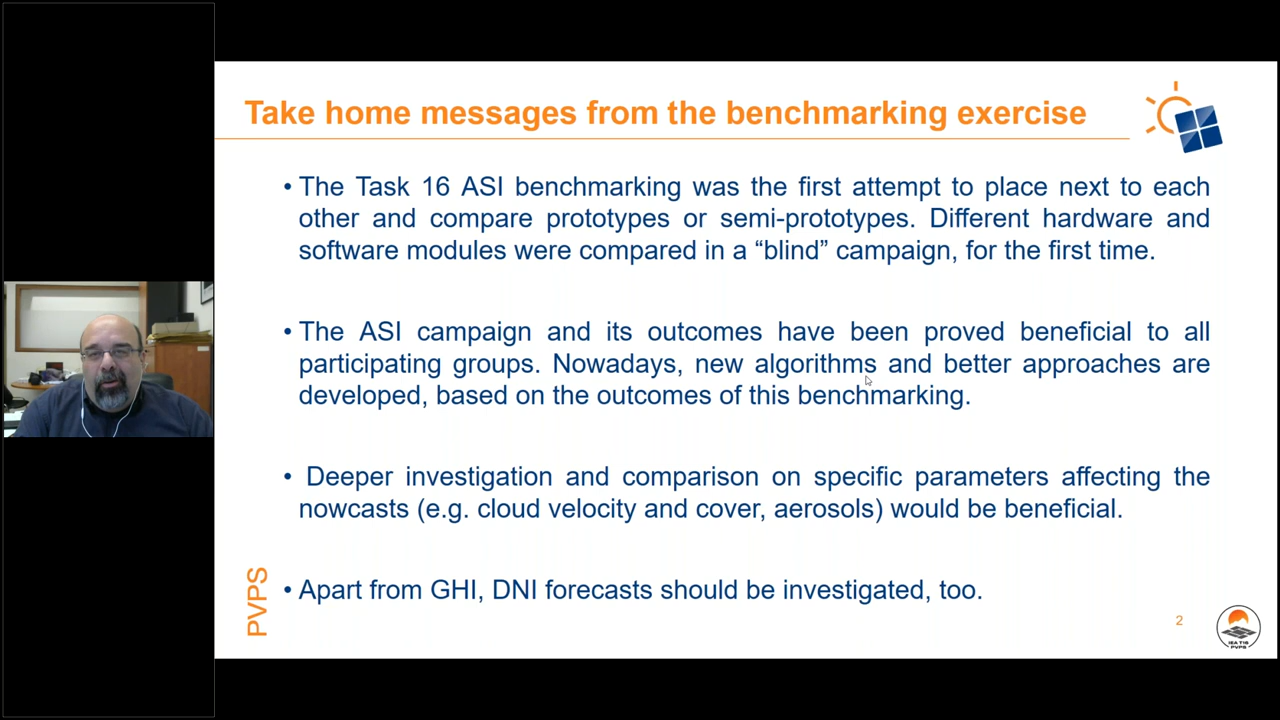 Take home messages from the benchmarking exercise
• The Task 16 ASI benchmarking was the first attempt to place next to each
other and compare prototypes or semi-prototypes. Different hardware and
software modules were compared in a “blind” campaign, for the first time.
• The ASI campaign and its outcomes have been proved beneficial to all
participating groups. Nowadays, new algorithms and better approaches are
developed, based on the outcomes of this benchmarking.
• Deeper investigation and comparison on specific parameters affecting the
nowcasts (e.g. cloud velocity and cover, aerosols) would be beneficial.
• Apart from GHI, DNI forecasts should be investigated, too.
PVPS
2
IEA T16
PVPS